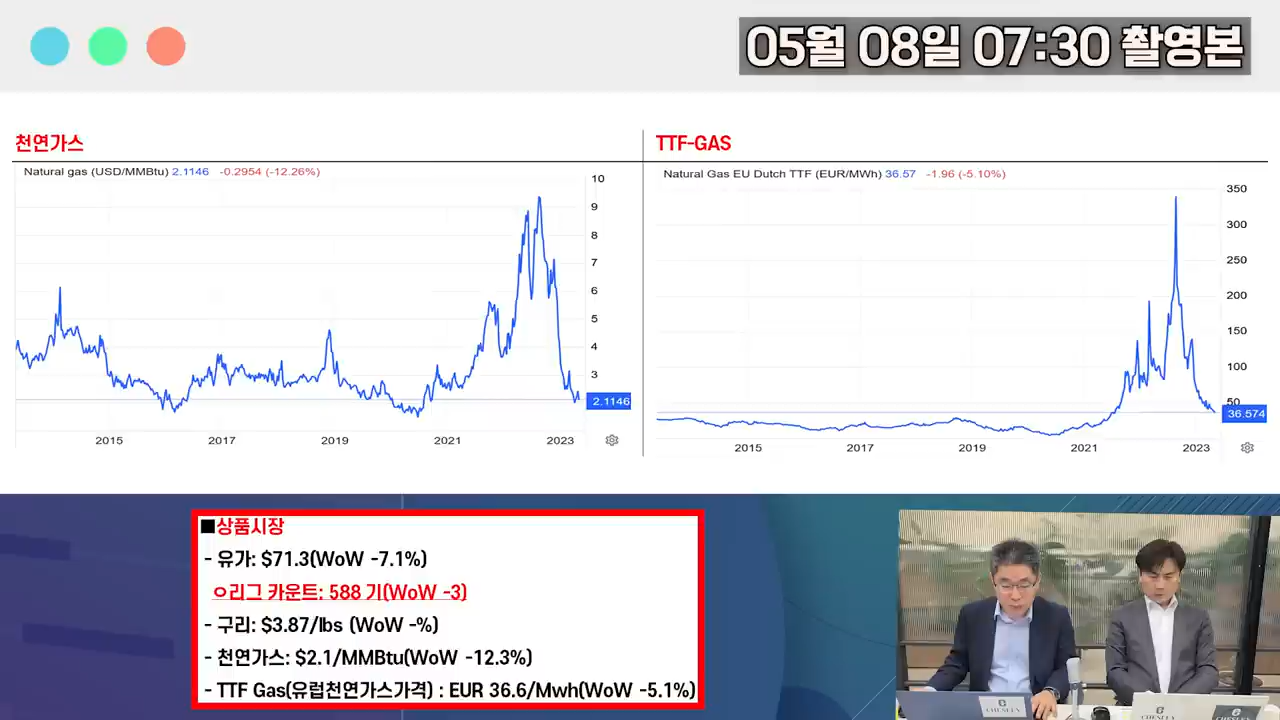 05월 08일 07:30 촬영본
천연가스
Natural gas (USD/MMBtu) 2.1146 -0.2954 (-12.26%)
10
9
8
7
6
5
4
3
2.1146
2015 2017 2019 2021 2023
TTF-GAS
Natural Gas EU Dutch TTF (EUR/MWh) 36.57 -1.96 (-5.10%)
350
300
250
200
150
100
50
36.574
2015 2017 2019 2021 2023
■상품시장
- 유가: $71.3(WoW -7.1%)
ㅇ리그 카운트: 588 기(WoW -3)
- 구리: $3.87/lbs (WoW -%)
- 천연가스: $2.1/MMBtu(WoW -12.3%)
- TTF Gas(유럽천연가스가격) : EUR 36.6/Mwh(WoW -5.1%)
CHESLEY
CHESLEY
CHESLEY